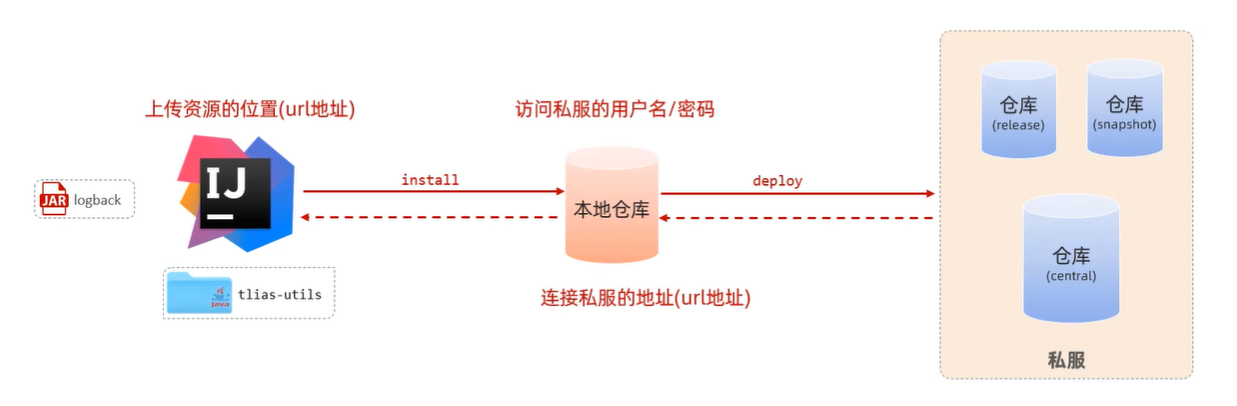 上传资源的位置(url地址)
访问私服的用户名/密码
仓库
(release)
仓库
(snapshot)
JAR logback
IJ
install
本地仓库
deploy
仓库
(central)
Java
tlias-utils
连接私服的地址(url地址)
私服